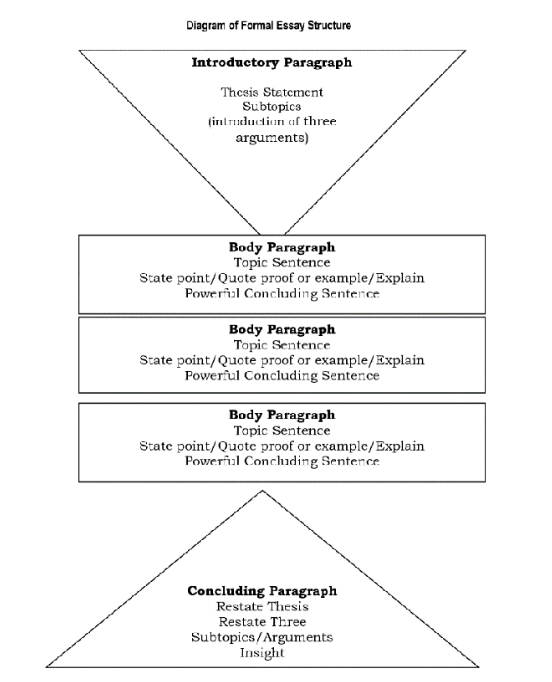 Diagram of Formal Essay Structure
Introductory Paragraph
Thesis Statement
Subtopics
(introduction of three
arguments)
Body Paragraph
Topic Sentence
State point/Quote proof or example/Explain
Powerful Concluding Sentence
Body Paragraph
Topic Sentence
State point/Quote proof or example/Explain
Powerful Concluding Sentence
Body Paragraph
Topic Sentence
State point/Quote proof or example/Explain
Powerful Concluding Sentence
Concluding Paragraph
Restate Thesis
Restate Three
Subtopics/Arguments
Insight